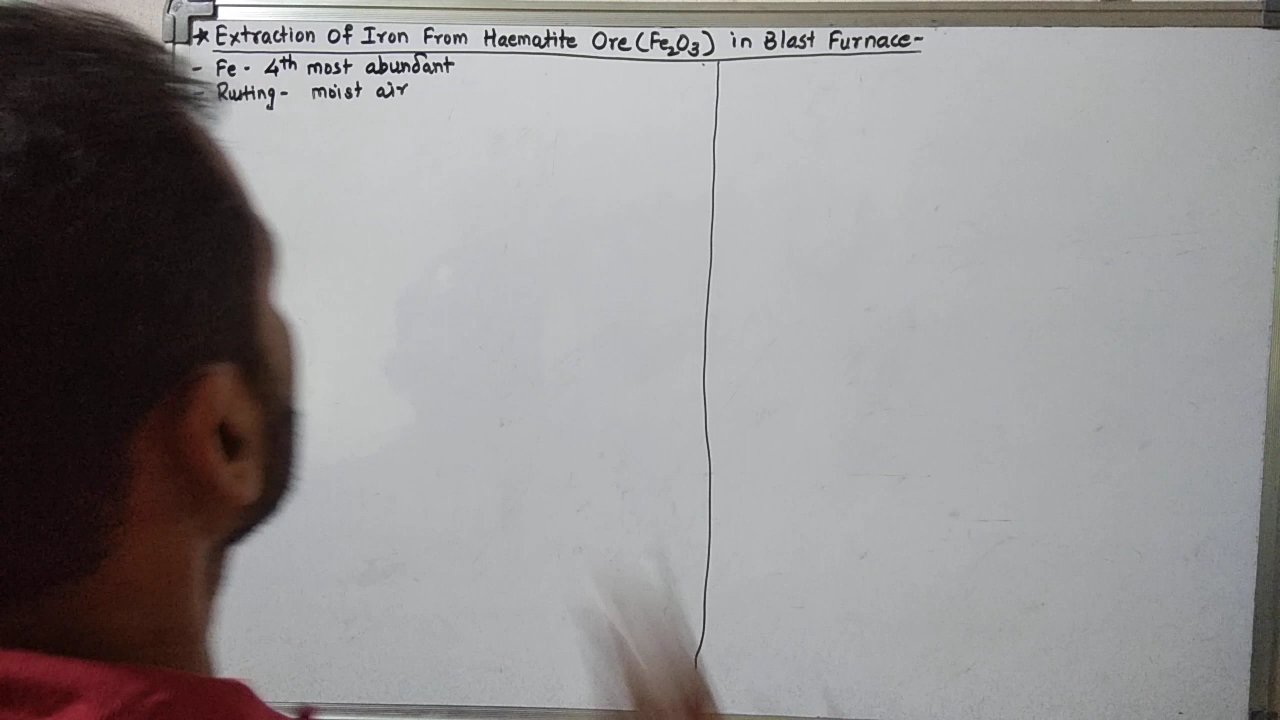 * Extraction Of Iron From Haematite Ore (Fe₂O₃) in Blast Furnace-
- Fe - 4th most abundant
- Rusting - moist air